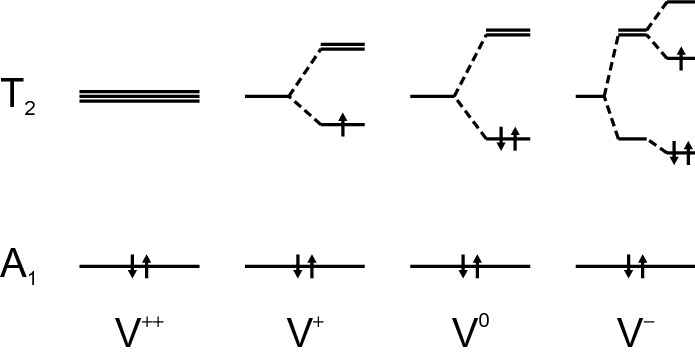 T₂
A₁
V⁺⁺ V⁺ V⁰ V⁻